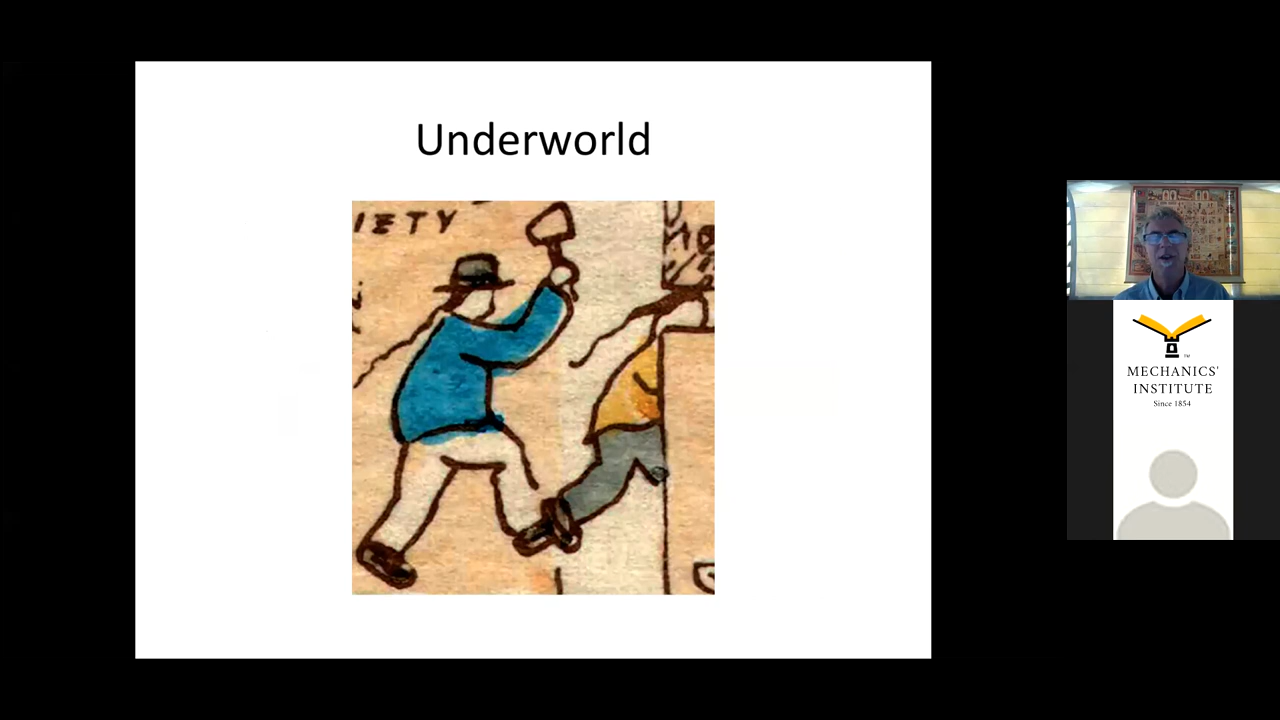 Underworld
IETY
MECHANICS'
INSTITUTE
Since 1854